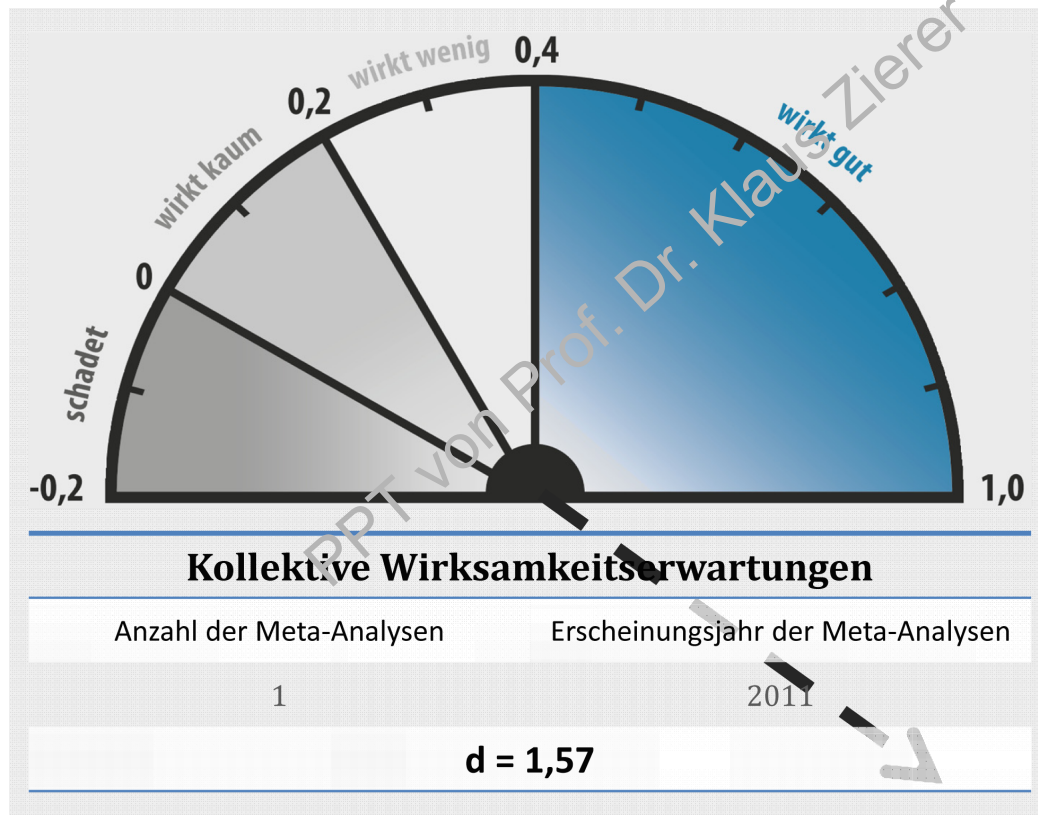 wirkt wenig
0,4
0,2
wirkt gut
wirkt kaum
0
schadet
-0,2
1,0
PPT von Prof. Dr. Klaus Zierer
Kollektive Wirksamkeitserwartungen
Anzahl der Meta-Analysen Erscheinungsjahr der Meta-Analysen
1 2011
d = 1,57